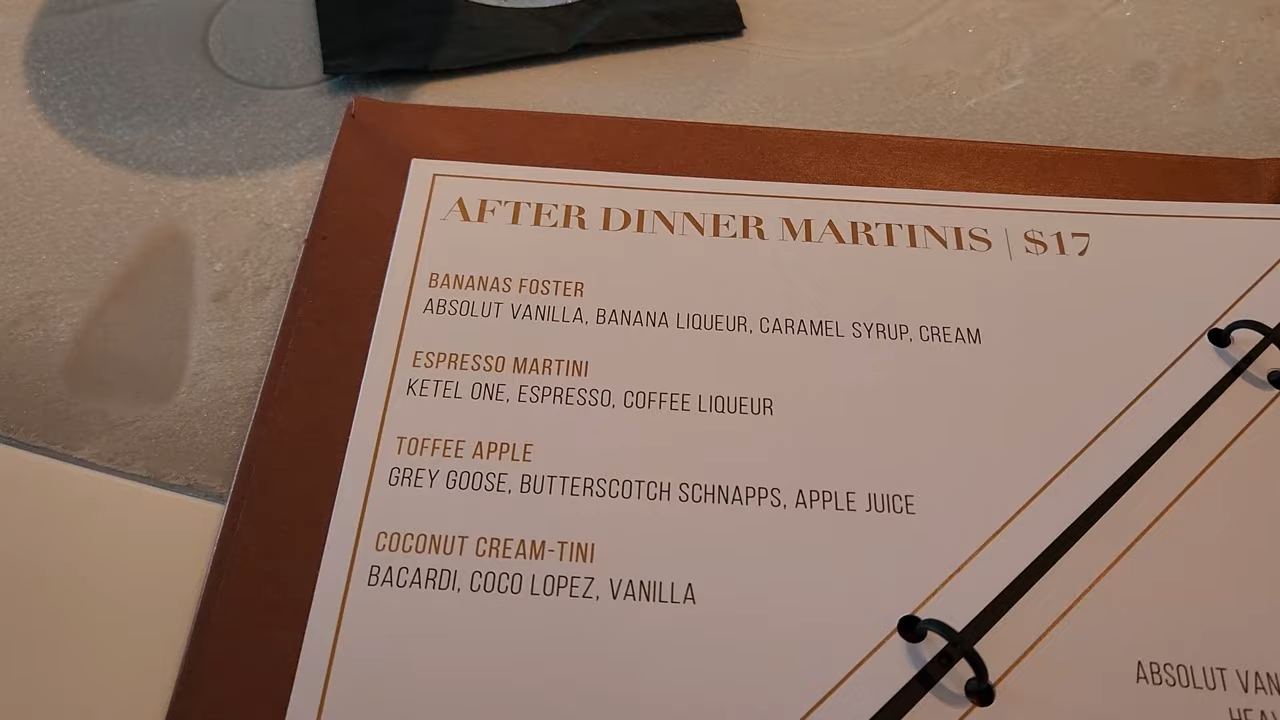 AFTER DINNER MARTINIS | $17
BANANAS FOSTER
ABSOLUT VANILLA, BANANA LIQUEUR, CARAMEL SYRUP, CREAM
ESPRESSO MARTINI
KETEL ONE, ESPRESSO, COFFEE LIQUEUR
TOFFEE APPLE
GREY GOOSE, BUTTERSCOTCH SCHNAPPS, APPLE JUICE
COCONUT CREAM-TINI
BACARDI, COCO LOPEZ, VANILLA
ABSOLUT